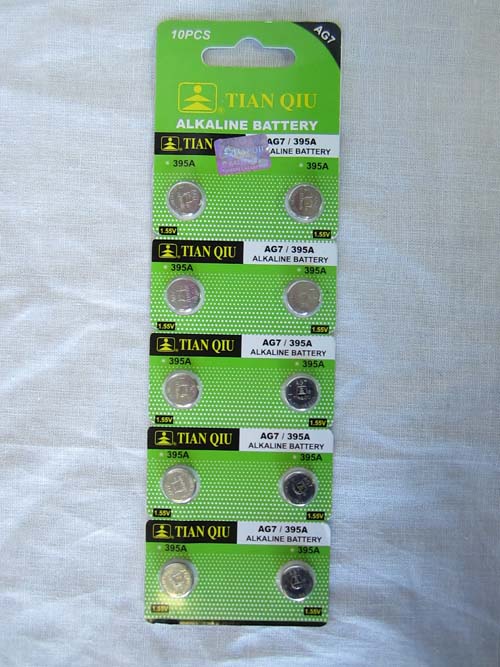 10PCS
AG7
® TIAN QIU
ALKALINE BATTERY
TIAN QIU AG7 / 395A
ALKALINE BATTERY
+ 395A + 395A
1.55V 1.55V
TIAN QIU AG7 / 395A
ALKALINE BATTERY
+ 395A + 395A
1.55V 1.55V
TIAN QIU AG7 / 395A
ALKALINE BATTERY
+ 395A + 395A
1.55V 1.55V
TIAN QIU AG7 / 395A
ALKALINE BATTERY
+ 395A + 395A
1.55V 1.55V
TIAN QIU AG7 / 395A
ALKALINE BATTERY
+ 395A + 395A
1.55V 1.55V